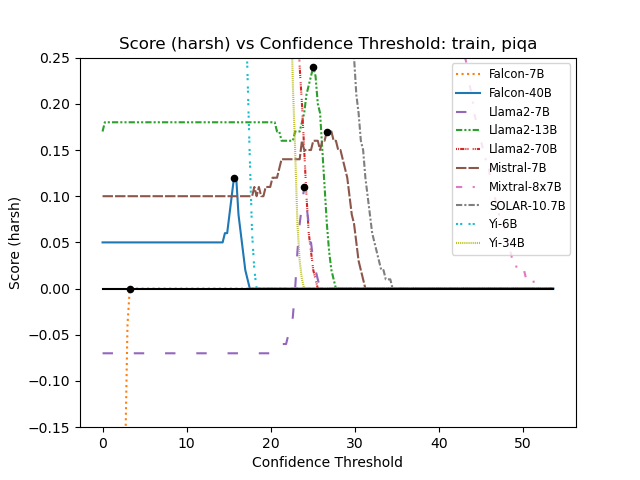 Score (harsh) vs Confidence Threshold: train, piqa
Score (harsh)
0.25
0.20
0.15
0.10
0.05
0.00
−0.05
−0.10
−0.15
0 10 20 30 40 50
Confidence Threshold
Falcon-7B
Falcon-40B
Llama2-7B
Llama2-13B
Llama2-70B
Mistral-7B
Mixtral-8x7B
SOLAR-10.7B
Yi-6B
Yi-34B